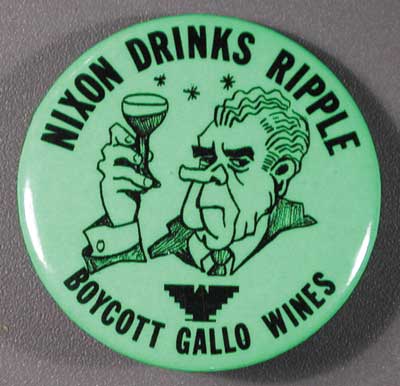 NIXON DRINKS RIPPLE
BOYCOTT GALLO WINES